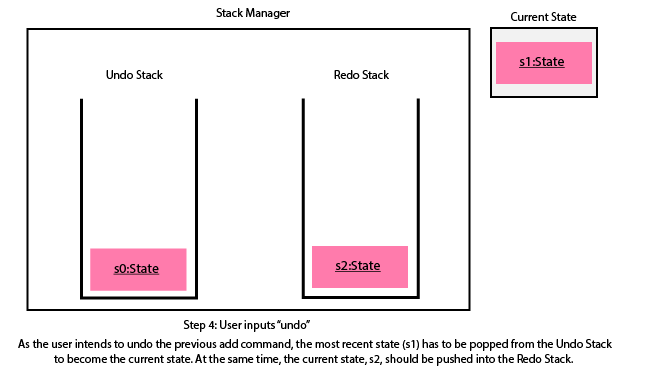 Stack Manager
Current State
s1:State
Undo Stack
Redo Stack
s0:State
s2:State
Step 4: User inputs “undo”
As the user intends to undo the previous add command, the most recent state (s1) has to be popped from the Undo Stack
to become the current state. At the same time, the current state, s2, should be pushed into the Redo Stack.